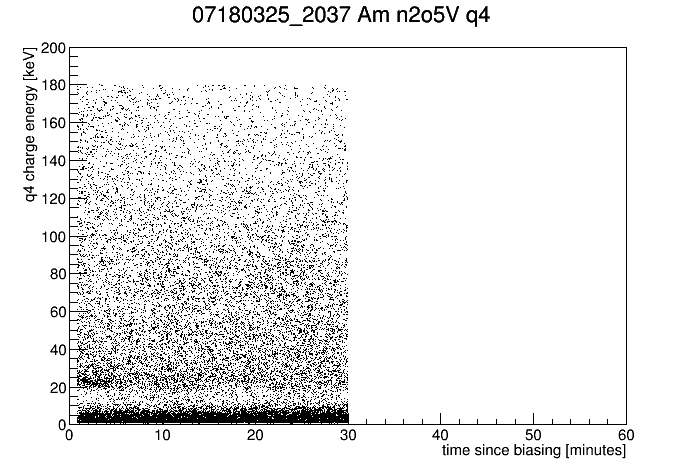 07180325_2037 Am n2o5V q4
q4 charge energy [keV]
200
180
160
140
120
100
80
60
40
20
0
0 10 20 30 40 50 60
time since biasing [minutes]